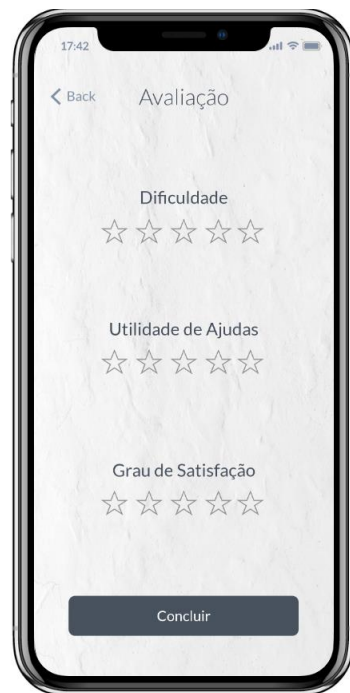 17:42
Back Avaliação
Dificuldade
Utilidade de Ajudas
Grau de Satisfação
Concluir